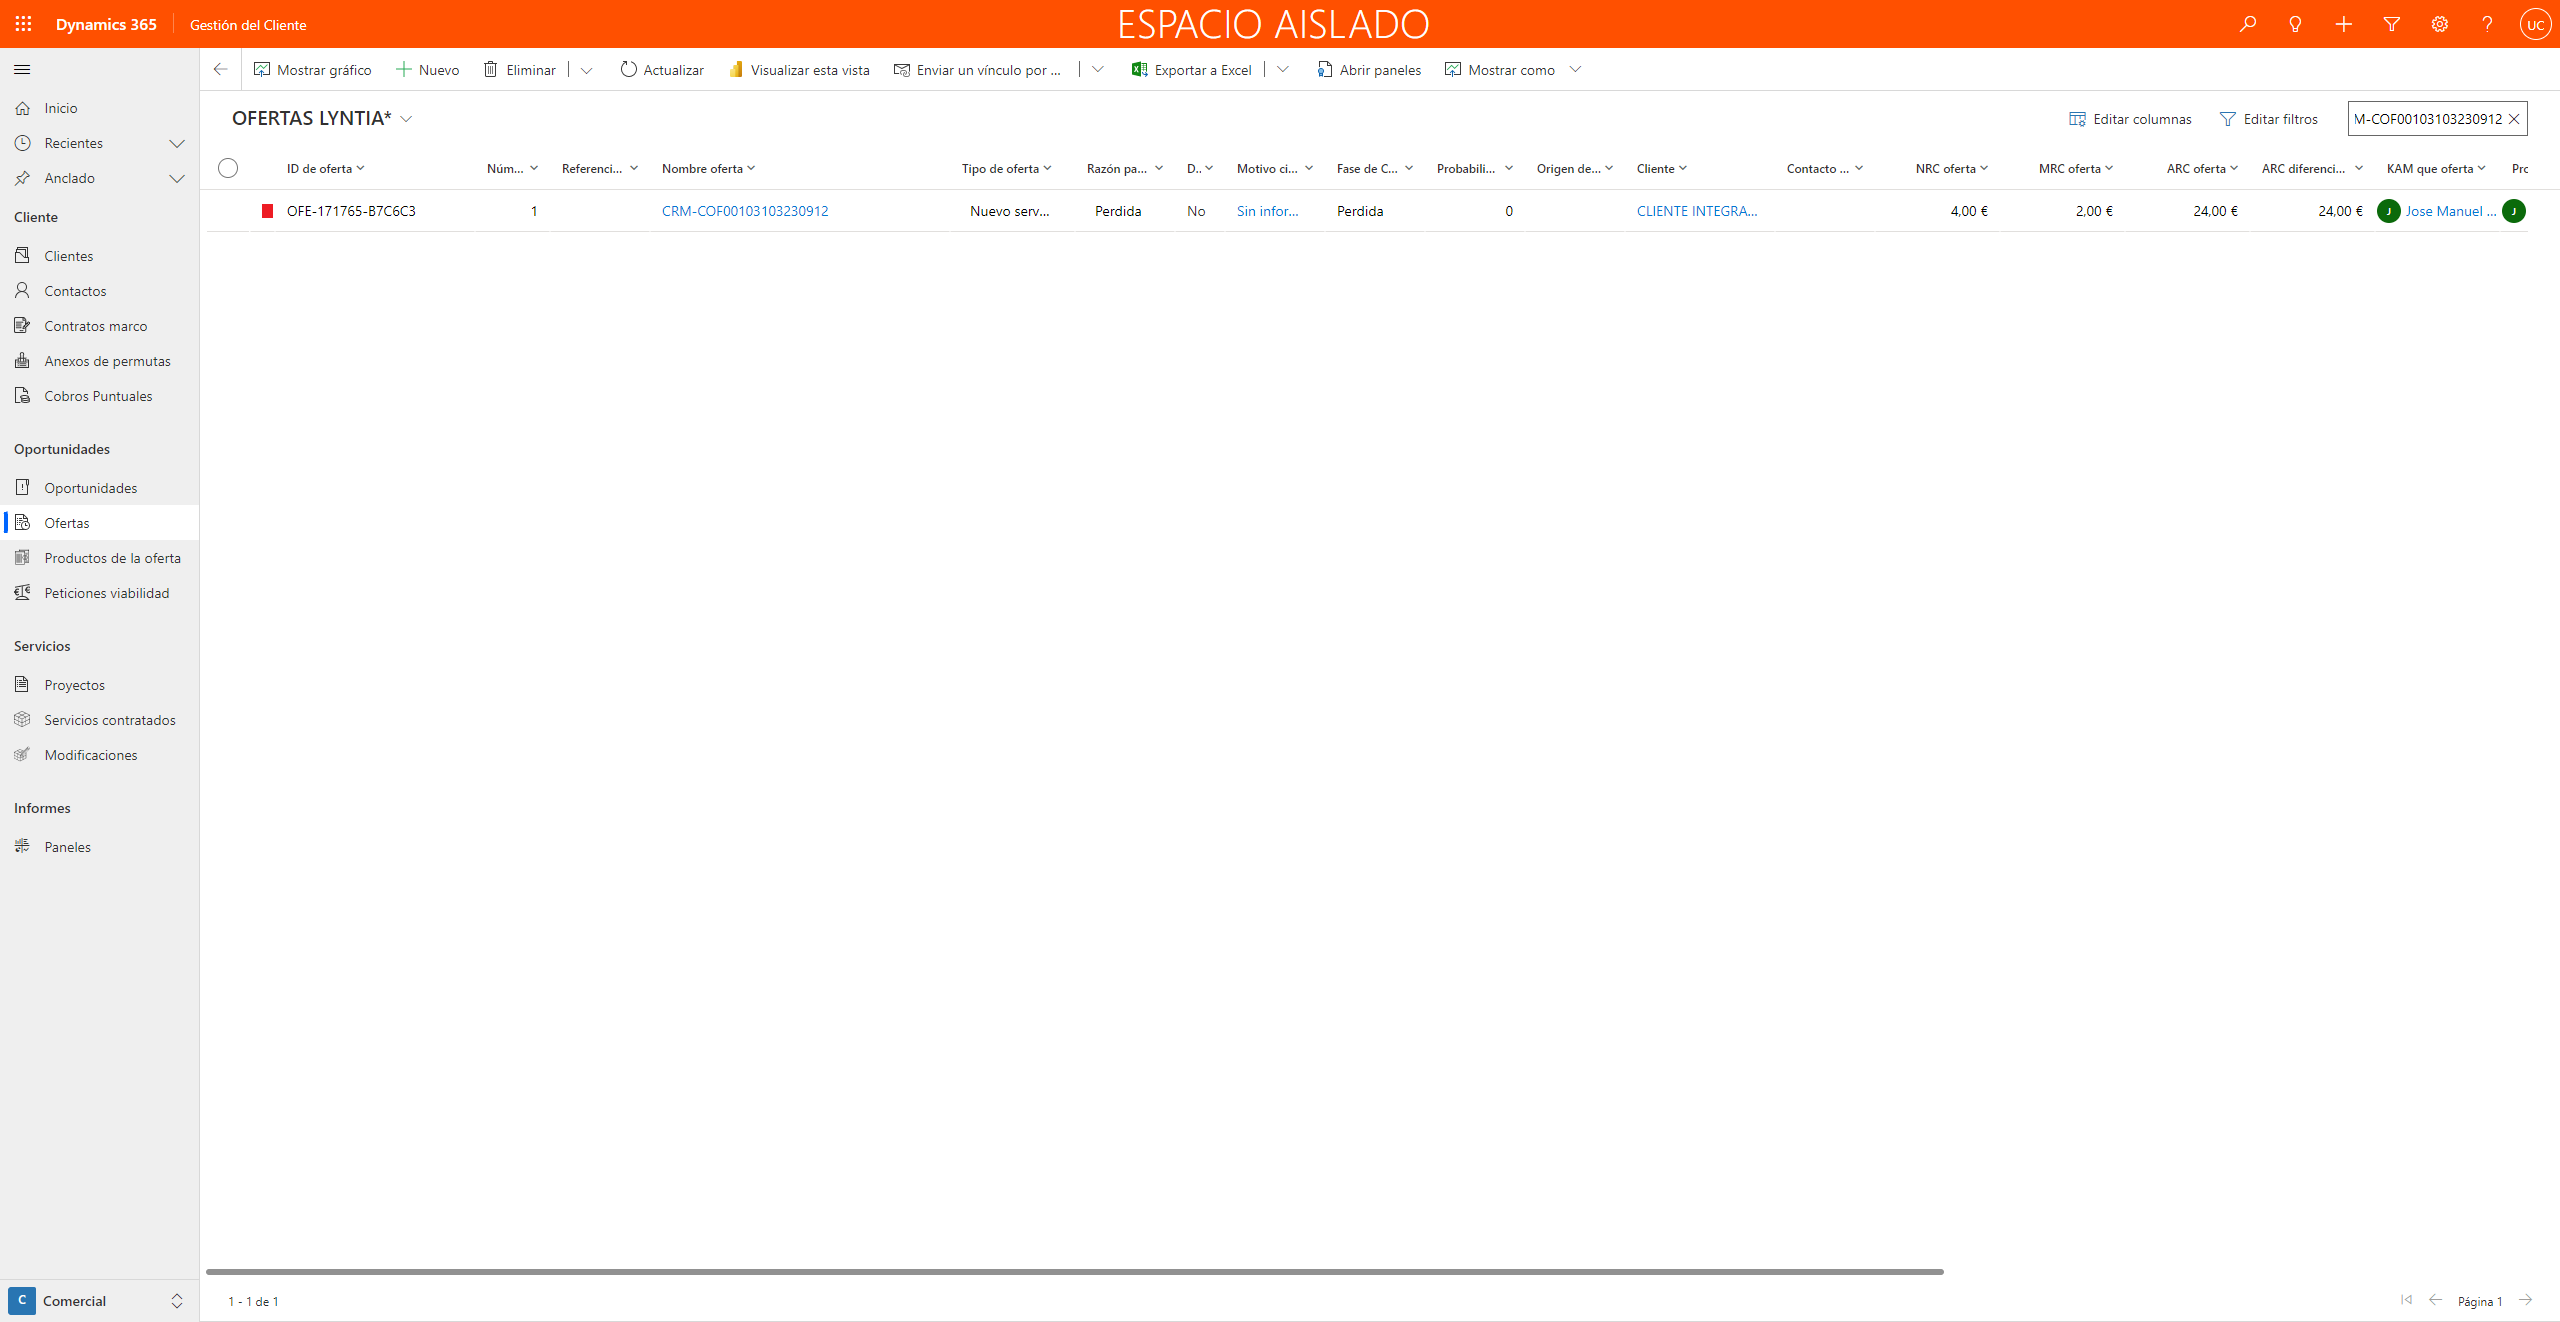 Dynamics 365
Gestión del Cliente
ESPACIO AISLADO
UC
Mostrar gráfico
Nuevo
Eliminar
Actualizar
Visualizar esta vista
Enviar un vínculo por ...
Exportar a Excel
Abrir paneles
Mostrar como
Inicio
Recientes
Anclado
Cliente
Clientes
Contactos
Contratos marco
Anexos de permutas
Cobros Puntuales
Oportunidades
Oportunidades
Ofertas
Productos de la oferta
Peticiones viabilidad
Servicios
Proyectos
Servicios contratados
Modificaciones
Informes
Paneles
C Comercial
OFERTAS LYNTIA*
Editar columnas
Editar filtros
M-COF00103103230912
ID de oferta Núm... Referenci... Nombre oferta Tipo de oferta Razón pa... D.. Motivo ci... Fase de C... Probabili... Origen de... Cliente Contacto ... NRC oferta MRC oferta ARC oferta ARC diferenci... KAM que oferta Prc
OFE-171765-B7C6C3 1 CRM-COF00103103230912 Nuevo serv... Perdida No Sin infor... Perdida 0 CLIENTE INTEGRA... 4,00 € 2,00 € 24,00 € 24,00 € J Jose Manuel ... J
1 - 1 de 1
Página 1